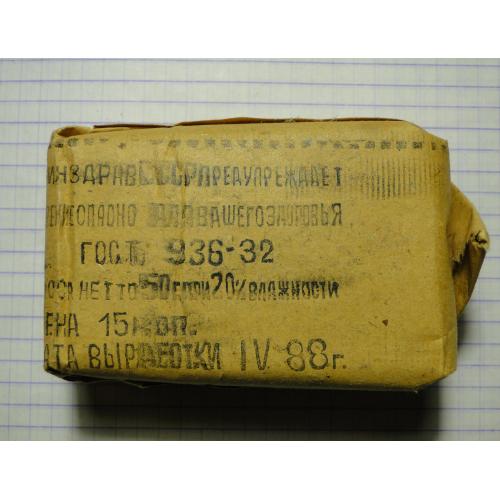 ИНЗДРАВ СССР ПРЕДУПРЕЖДАЕТ
ОПАСНО ДЛЯ ВАШЕГО ЗДОРОВЬЯ
ГОСТ 936-32
НЕТТО 50 Г ПРИ 20% ВЛАЖНОСТИ
ЕНА 15 КОП.
АТА ВЫРАБОТКИ IV. 88 г.